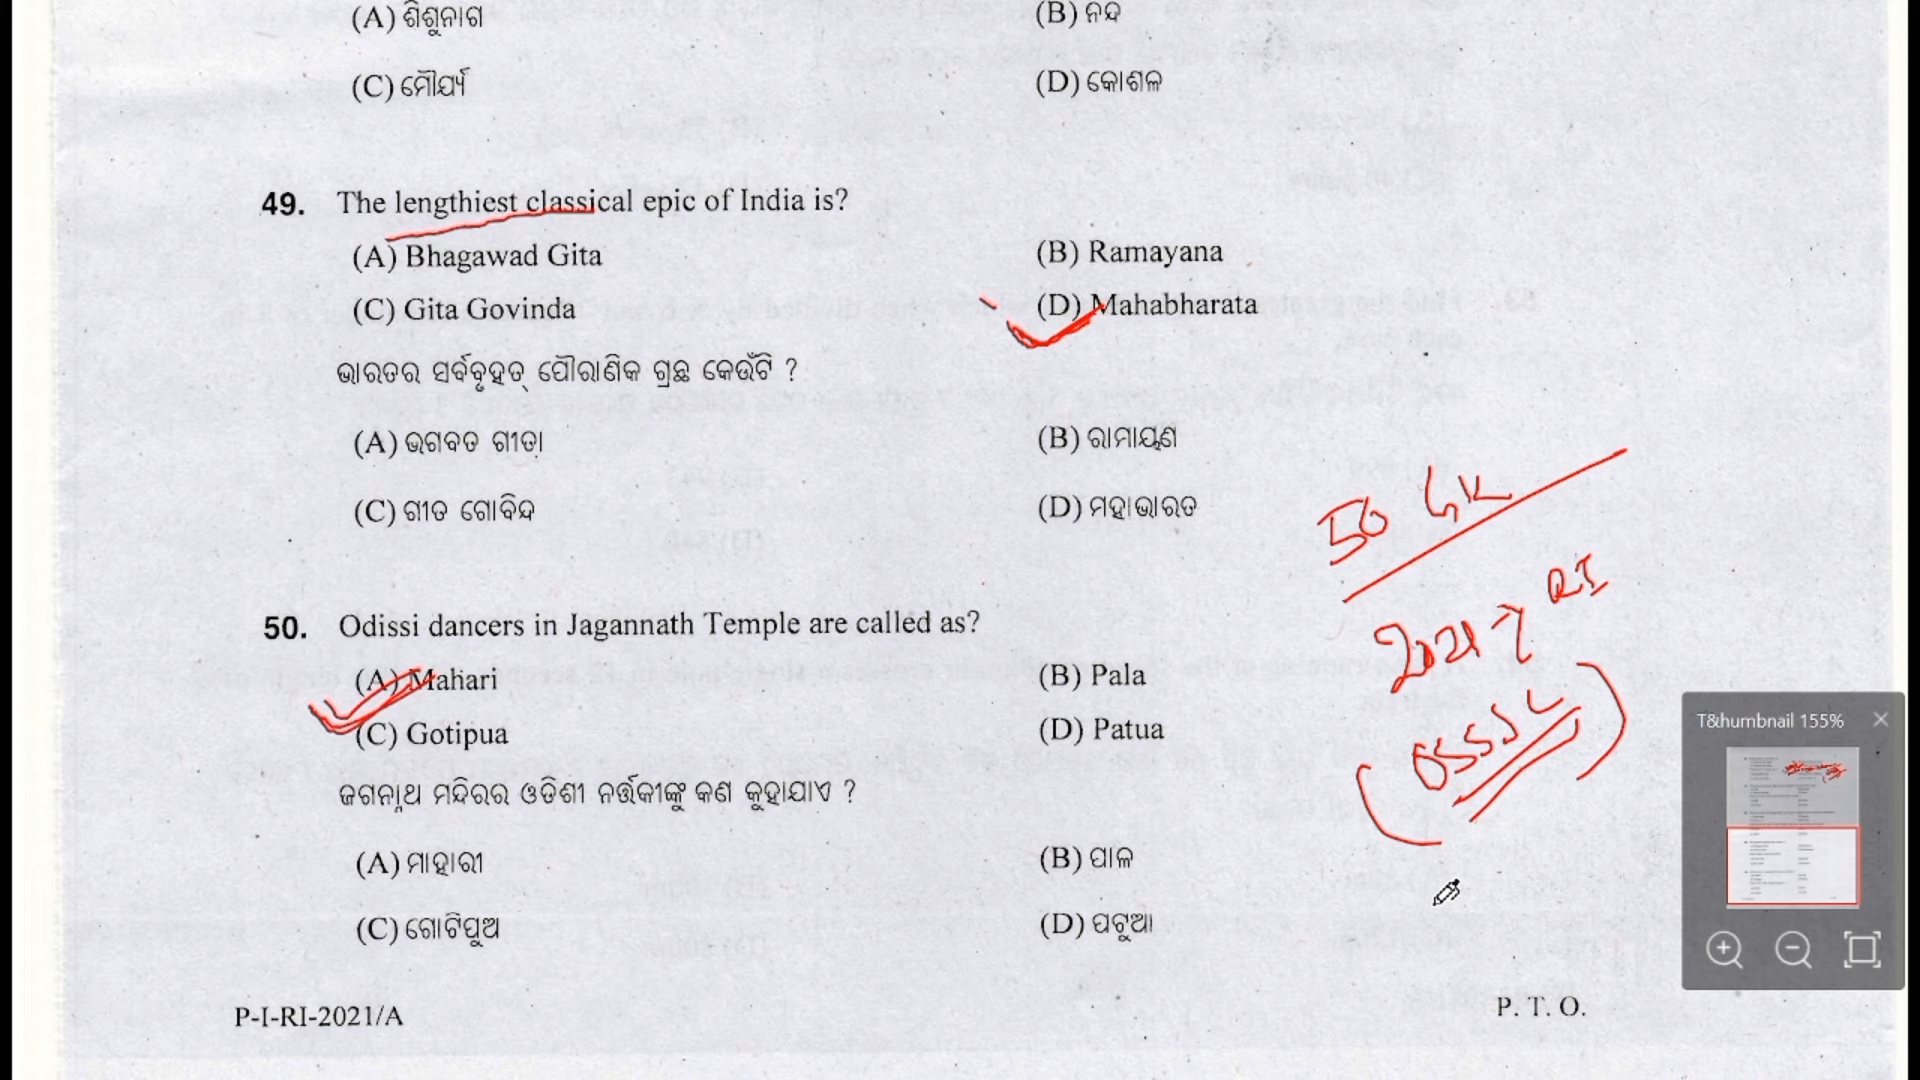 (A) ଶିଶୁନାଗ
(B) ନନ୍ଦ
(C) ମୌର୍ଯ୍ୟ
(D) କୋଶଳ
49. The lengthiest classical epic of India is?
(A) Bhagawad Gita
(B) Ramayana
(C) Gita Govinda
(D) Mahabharata
ଭାରତର ସର୍ବବୃହତ୍ ପୌରାଣିକ ଗ୍ରନ୍ଥ କେଉଁଟି ?
(A) ଭଗବତ ଗୀତା
(B) ରାମାୟଣ
(C) ଗୀତ ଗୋବିନ୍ଦ
(D) ମହାଭାରତ
50 GK
2021 RI
(OSSSC)
50. Odissi dancers in Jagannath Temple are called as?
(A) Mahari
(B) Pala
(C) Gotipua
(D) Patua
ଜଗନ୍ନାଥ ମନ୍ଦିରର ଓଡିଶୀ ନର୍ତ୍ତକୀଙ୍କୁ କଣ କୁହାଯାଏ ?
(A) ମାହାରୀ
(B) ପାଳ
(C) ଗୋଟିପୁଅ
(D) ପଟୁଆ
T&humbnail 155%
P-I-RI-2021/A
P. T. O.